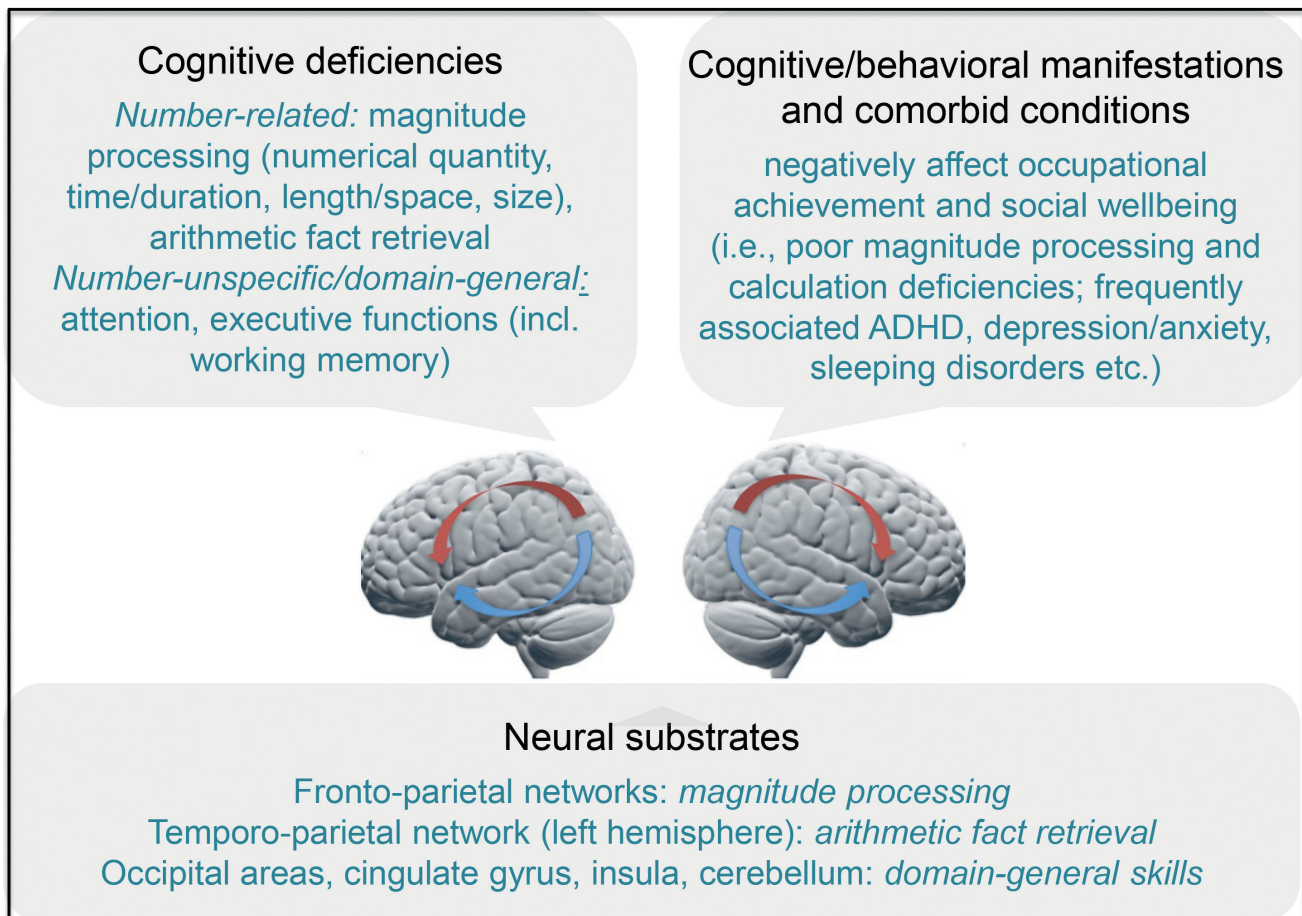 Cognitive deficiencies
Number-related: magnitude
processing (numerical quantity,
time/duration, length/space, size),
arithmetic fact retrieval
Number-unspecific/domain-general:
attention, executive functions (incl.
working memory)
Cognitive/behavioral manifestations
and comorbid conditions
negatively affect occupational
achievement and social wellbeing
(i.e., poor magnitude processing and
calculation deficiencies; frequently
associated ADHD, depression/anxiety,
sleeping disorders etc.)
Neural substrates
Fronto-parietal networks: magnitude processing
Temporo-parietal network (left hemisphere): arithmetic fact retrieval
Occipital areas, cingulate gyrus, insula, cerebellum: domain-general skills